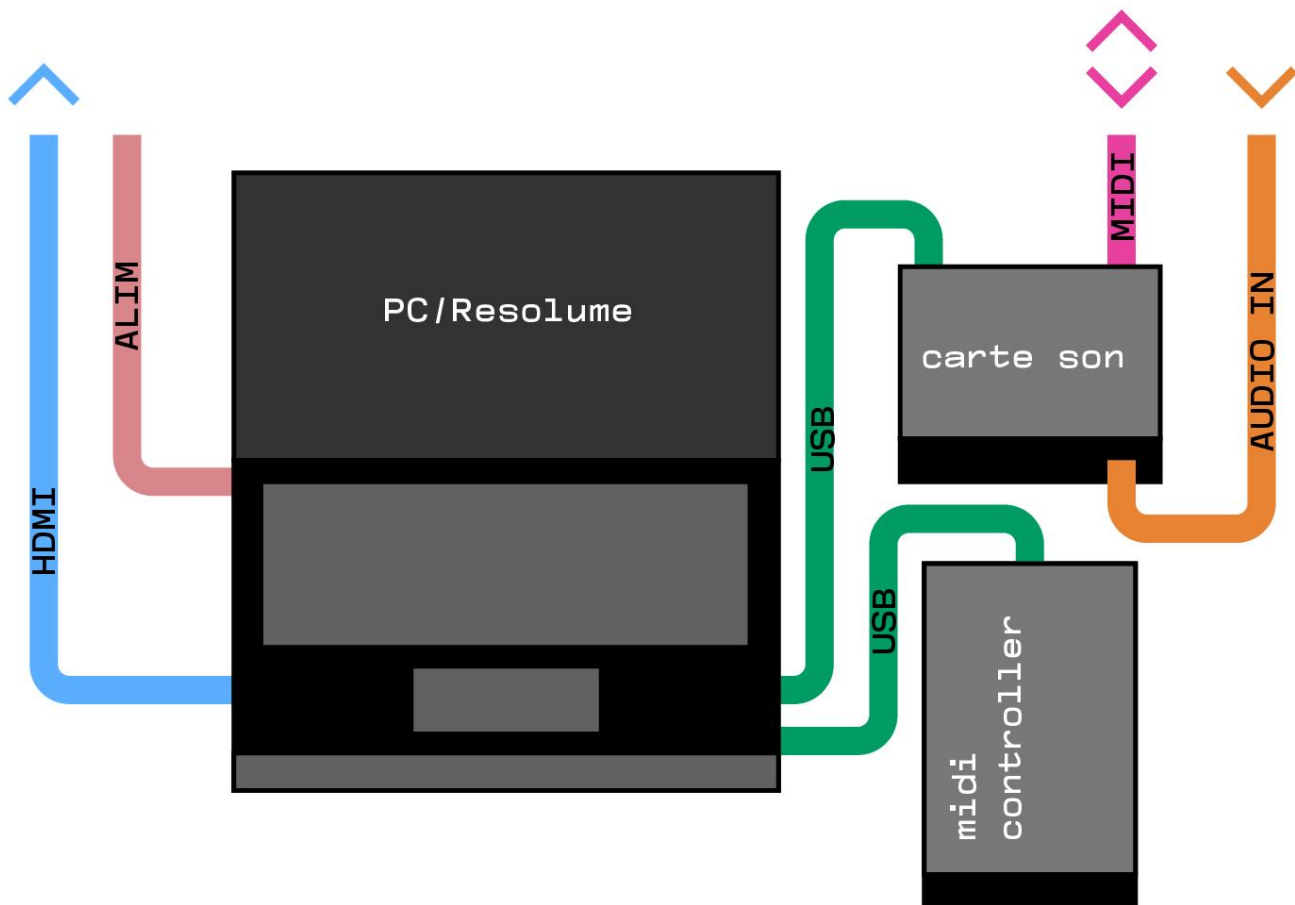 MIDI
ALIM
PC/Resolume
carte son
AUDIO IN
USB
HDMI
USB
midi
controller